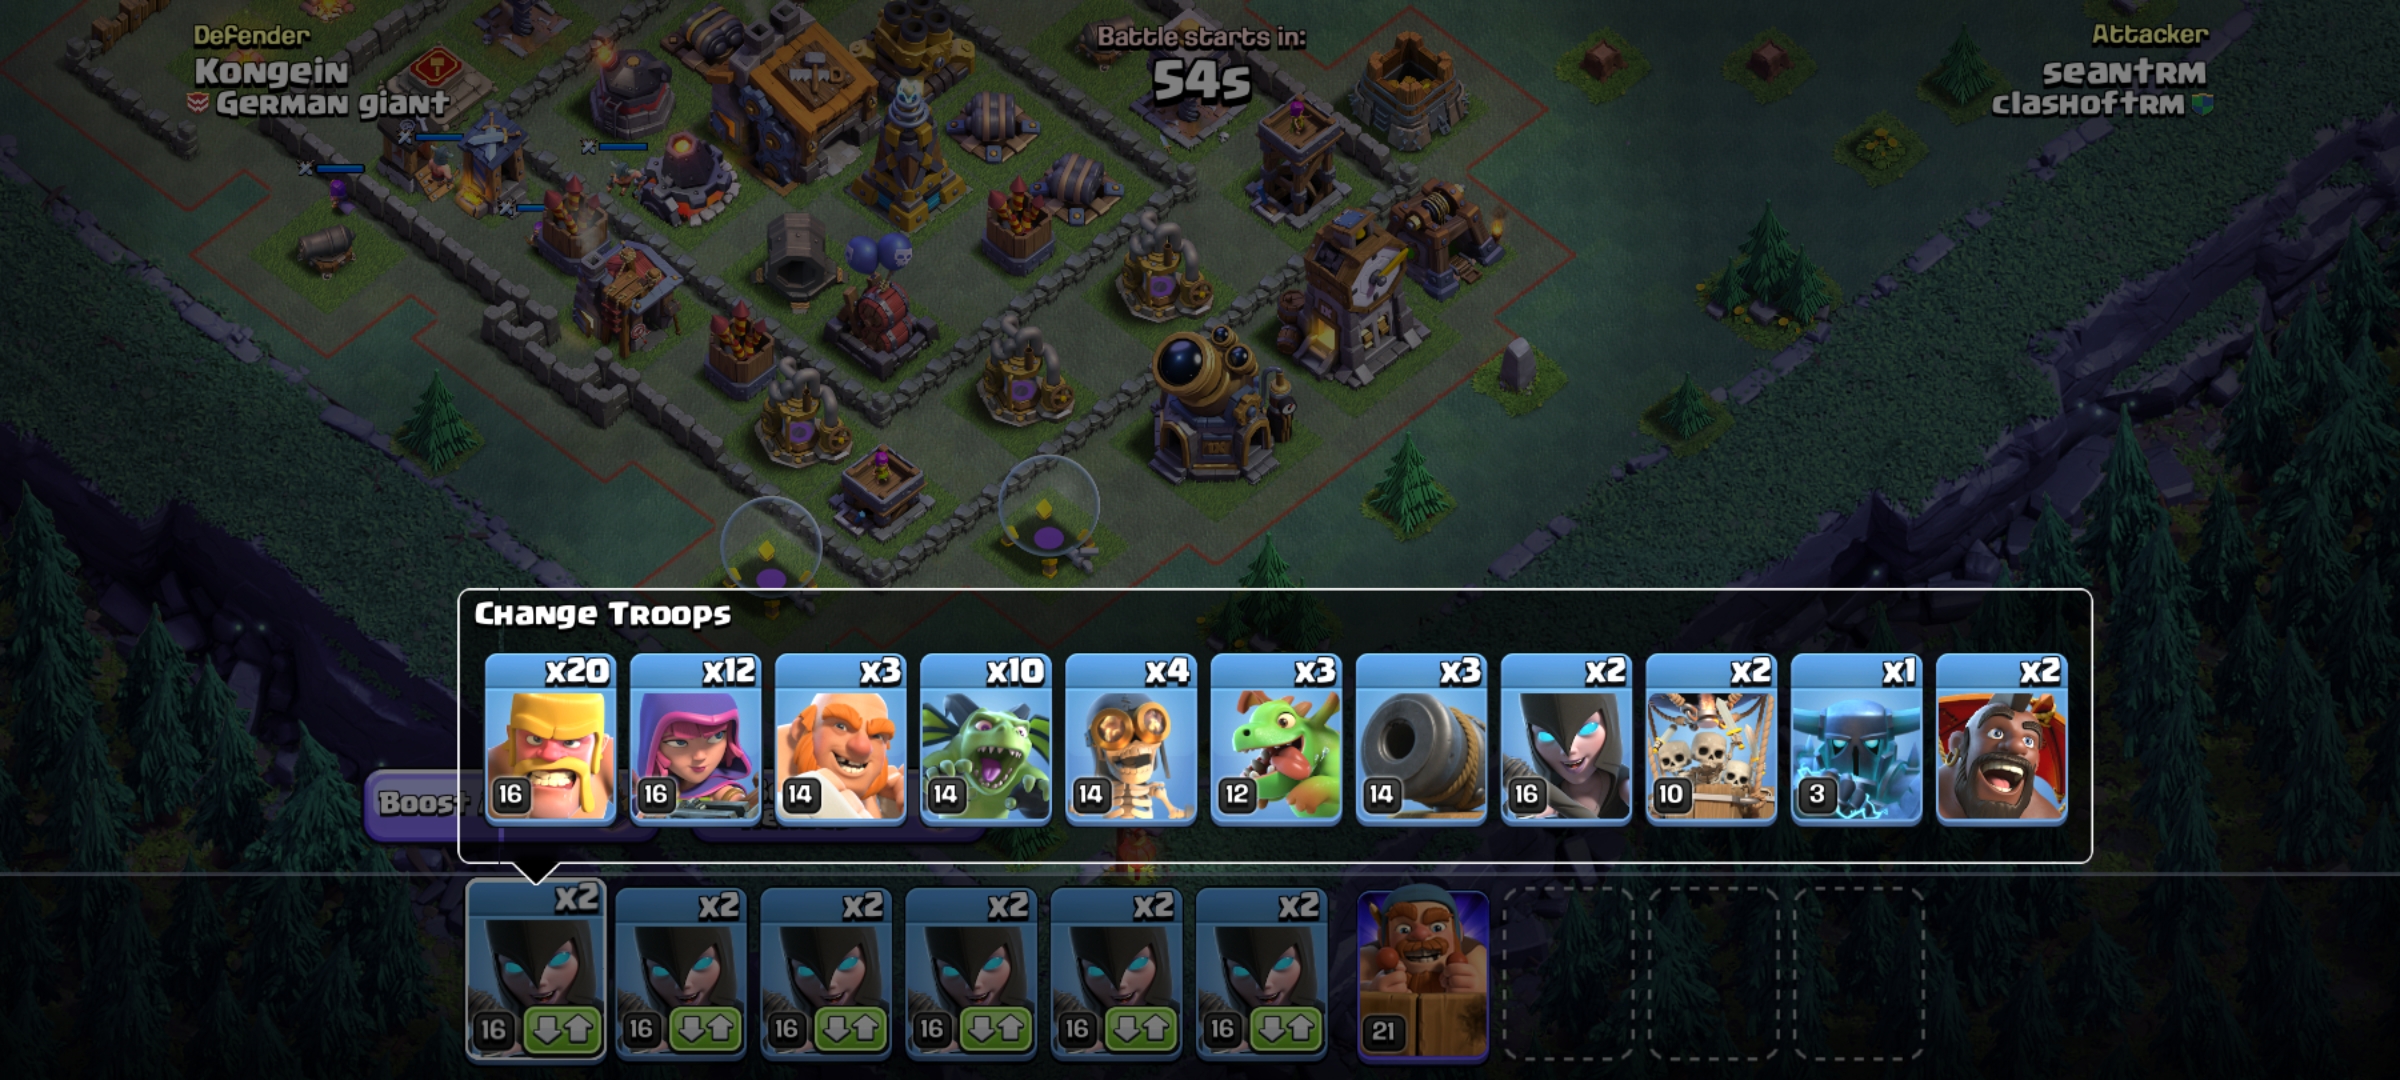 Defender
Kongein
German giant
Battle starts in:
54s
Attacker
seantRM
clashoftRM
Change Troops
x20
x12
x3
x10
x4
x3
x3
x2
x2
x1
x2
16
16
14
14
14
12
14
16
10
3
Boost
x2
x2
x2
x2
x2
x2
16
16
16
16
16
16
21